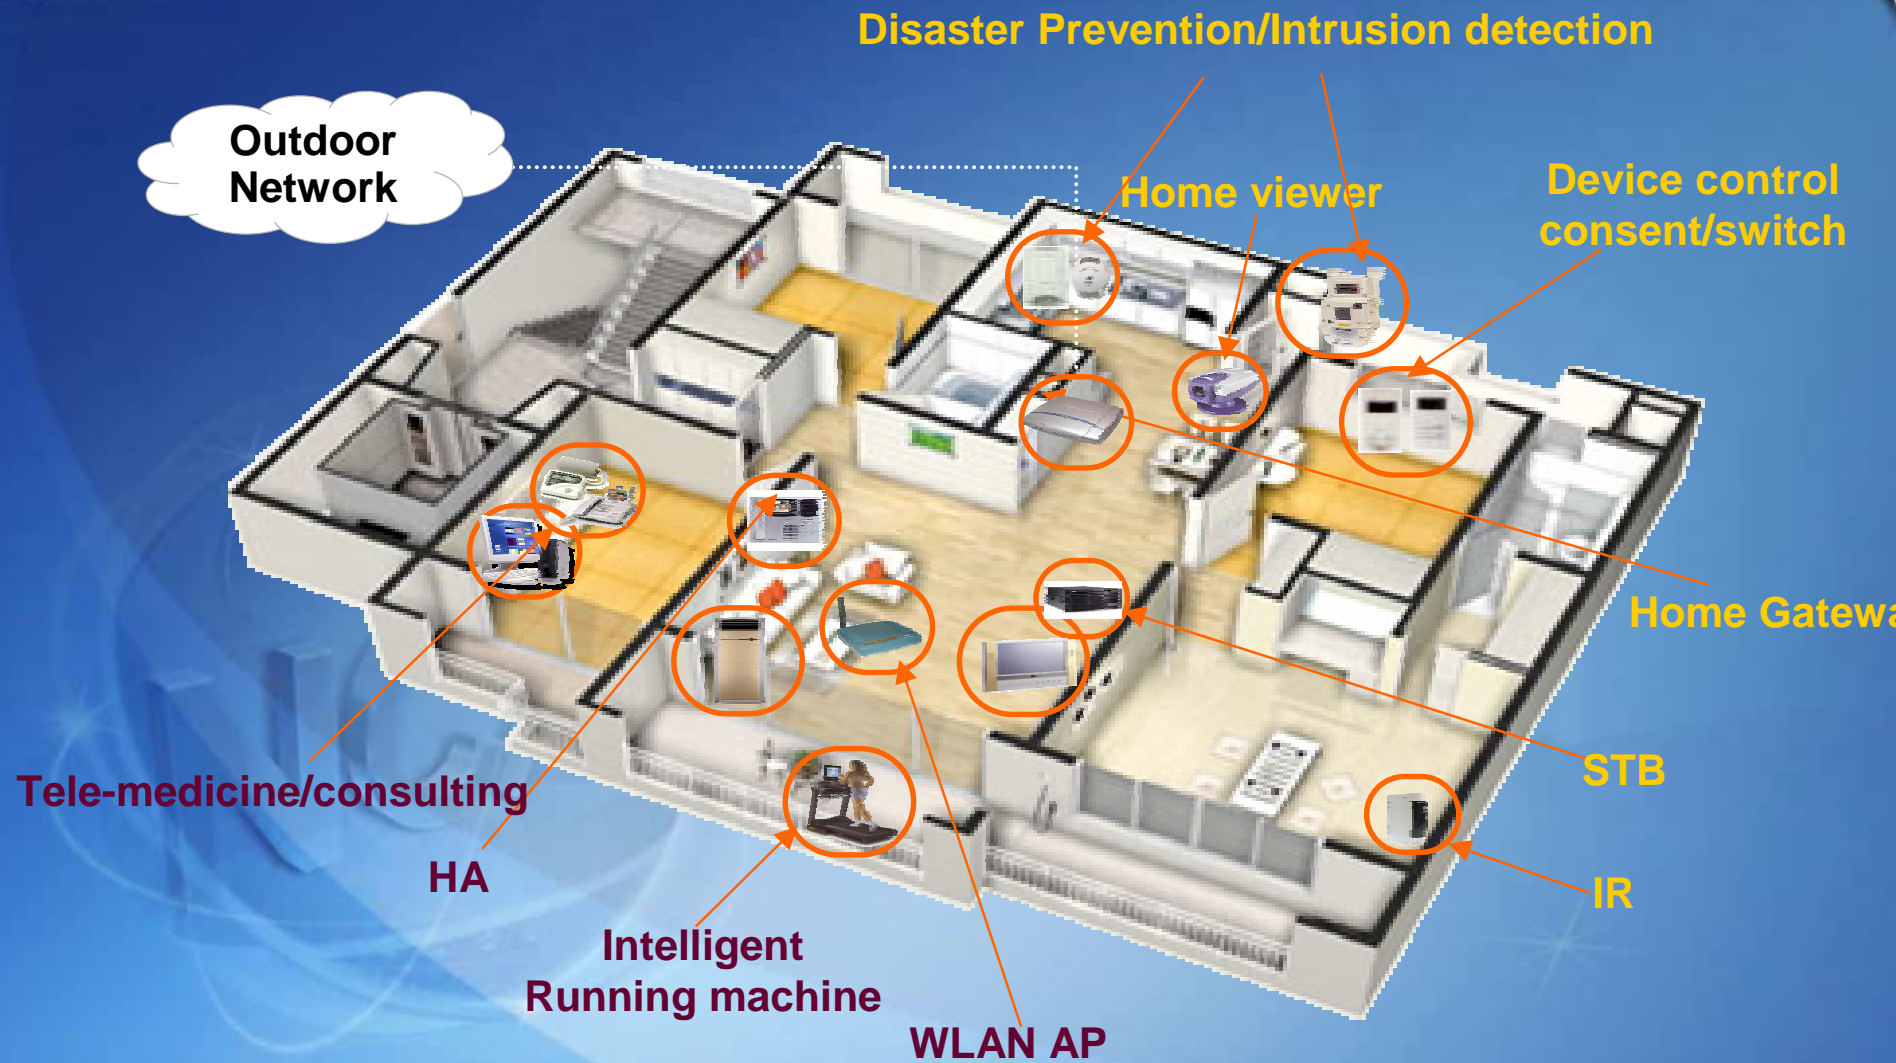 Disaster Prevention/Intrusion detection
Outdoor
Network
Home viewer
Device control
consent/switch
Home Gatewa
STB
Tele-medicine/consulting
HA
IR
Intelligent
Running machine
WLAN AP